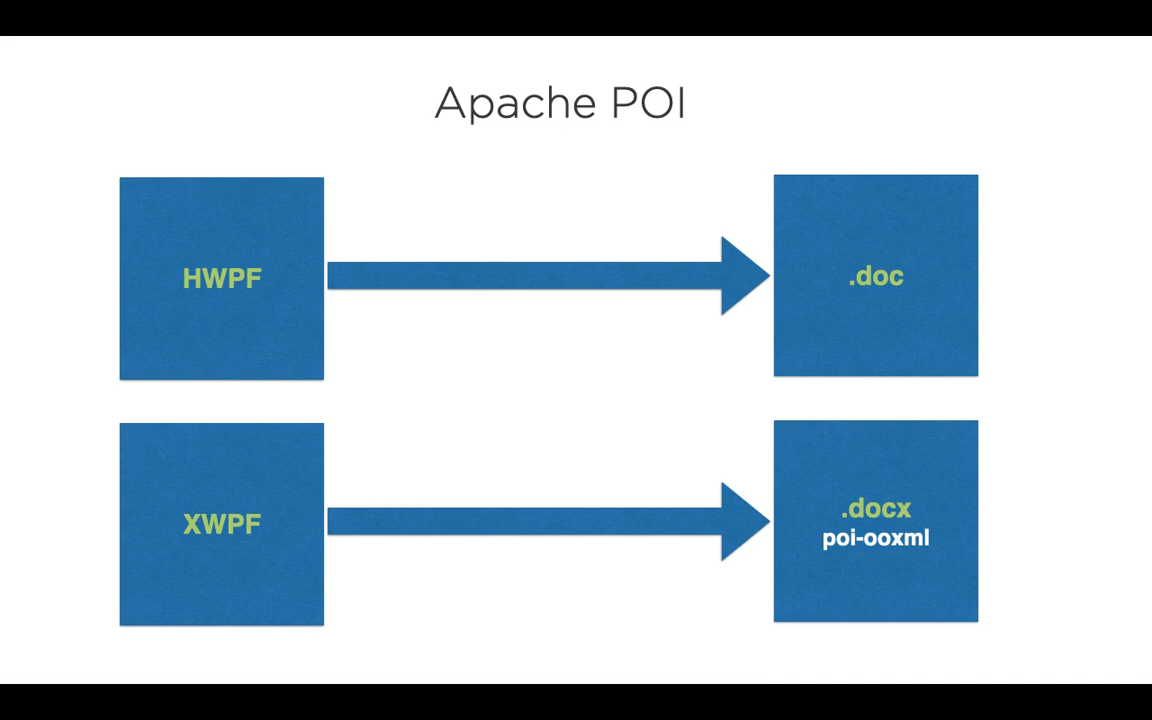 Apache POI
HWPF
.doc
XWPF
.docx
poi-ooxml